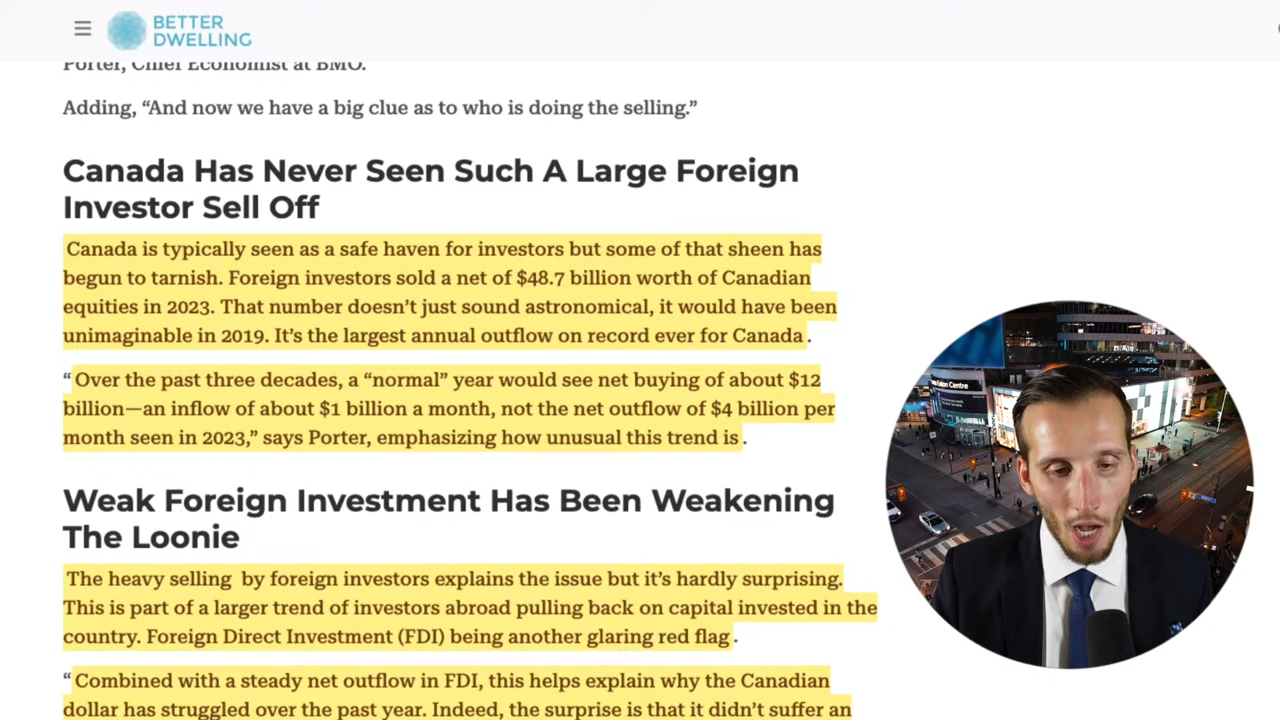 BETTER
DWELLING
Porter, Chief Economist at BMO.
Adding, “And now we have a big clue as to who is doing the selling.”
Canada Has Never Seen Such A Large Foreign
Investor Sell Off
Canada is typically seen as a safe haven for investors but some of that sheen has
begun to tarnish. Foreign investors sold a net of $48.7 billion worth of Canadian
equities in 2023. That number doesn’t just sound astronomical, it would have been
unimaginable in 2019. It’s the largest annual outflow on record ever for Canada.
“Over the past three decades, a “normal” year would see net buying of about $12
billion—an inflow of about $1 billion a month, not the net outflow of $4 billion per
month seen in 2023,” says Porter, emphasizing how unusual this trend is.
Weak Foreign Investment Has Been Weakening
The Loonie
The heavy selling by foreign investors explains the issue but it’s hardly surprising.
This is part of a larger trend of investors abroad pulling back on capital invested in the
country. Foreign Direct Investment (FDI) being another glaring red flag.
“Combined with a steady net outflow in FDI, this helps explain why the Canadian
dollar has struggled over the past year. Indeed, the surprise is that it didn’t suffer an